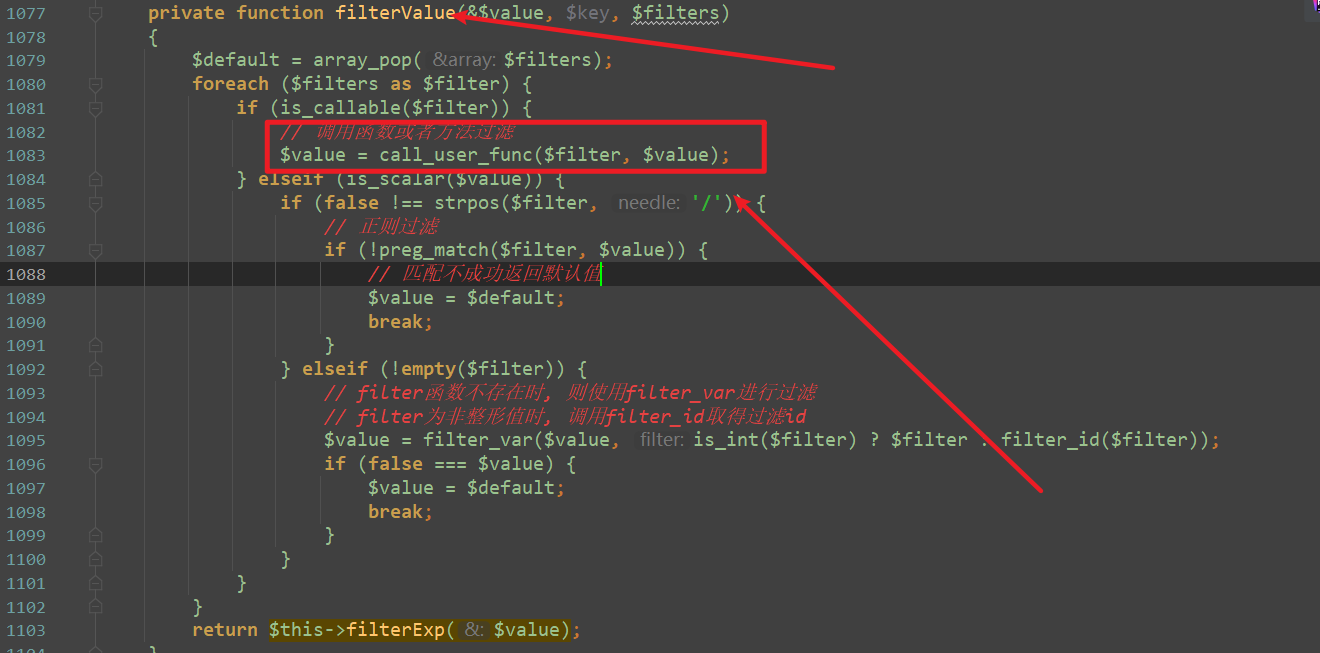 1077 private function filterValue(&$value, $key, $filters)
1078 {
1079 $default = array_pop( &array: $filters);
1080 foreach ($filters as $filter) {
1081 if (is_callable($filter)) {
1082 // 调用函数或者方法过滤
1083 $value = call_user_func($filter, $value);
1084 } elseif (is_scalar($value)) {
1085 if (false !== strpos($filter, needle: '/')) {
1086 // 正则过滤
1087 if (!preg_match($filter, $value)) {
1088 // 匹配不成功返回默认值
1089 $value = $default;
1090 break;
1091 }
1092 } elseif (!empty($filter)) {
1093 // filter函数不存在时, 则使用filter_var进行过滤
1094 // filter为非整形值时, 调用filter_id取得过滤id
1095 $value = filter_var($value, filter: is_int($filter) ? $filter : filter_id($filter));
1096 if (false === $value) {
1097 $value = $default;
1098 break;
1099 }
1100 }
1101 }
1102 }
1103 return $this->filterExp( &: $value);
1104 }